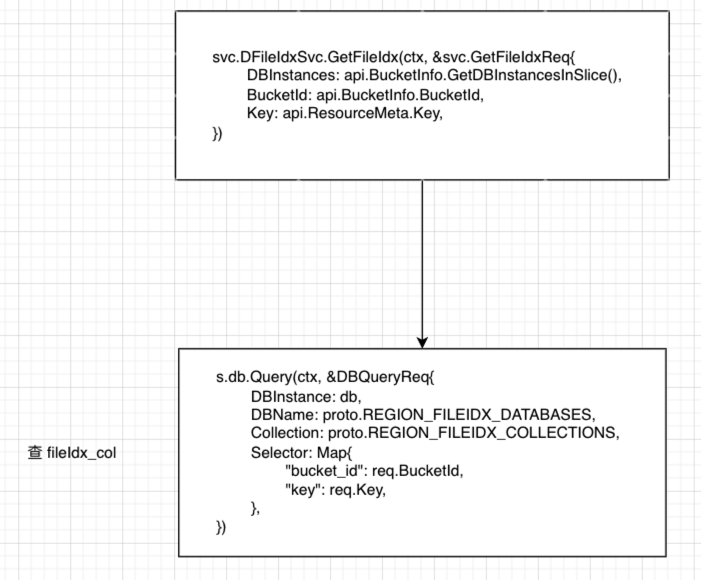 svc.DFileIdxSvc.GetFileIdx(ctx, &svc.GetFileIdxReq{
DBInstances: api.BucketInfo.GetDBInstancesInSlice(),
BucketId: api.BucketInfo.BucketId,
Key: api.ResourceMeta.Key,
})
s.db.Query(ctx, &DBQueryReq{
DBInstance: db,
DBName: proto.REGION_FILEIDX_DATABASES,
Collection: proto.REGION_FILEIDX_COLLECTIONS,
Selector: Map{
"bucket_id": req.BucketId,
"key": req.Key,
},
})
查 fileIdx_col